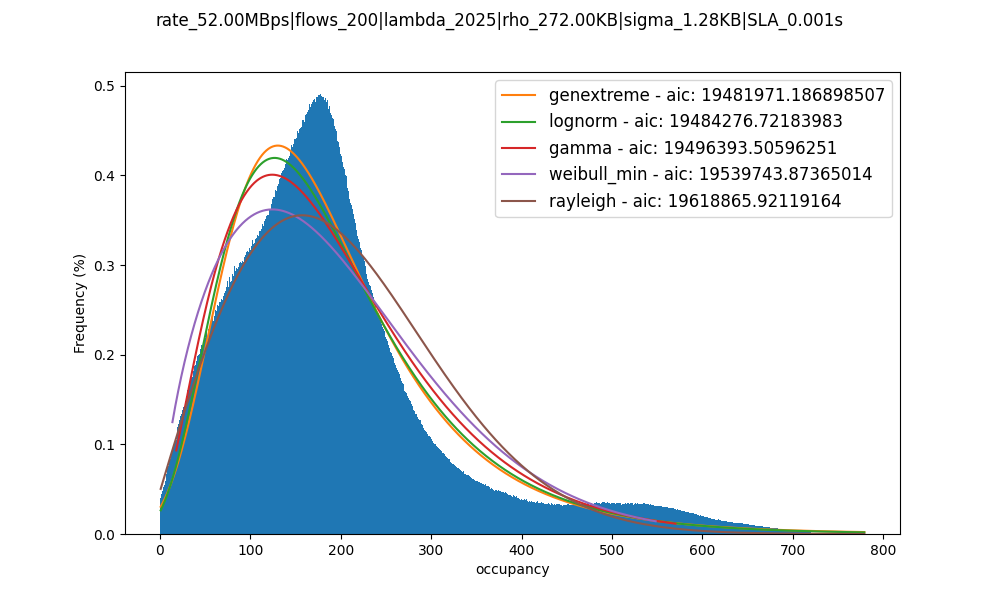 rate_52.00MBps|flows_200|lambda_2025|rho_272.00KB|sigma_1.28KB|SLA_0.001s
genextreme - aic: 19481971.186898507
lognorm - aic: 19484276.72183983
gamma - aic: 19496393.50596251
weibull_min - aic: 19539743.87365014
rayleigh - aic: 19618865.92119164
Frequency (%)
0.5
0.4
0.3
0.2
0.1
0.0
0 100 200 300 400 500 600 700 800
occupancy